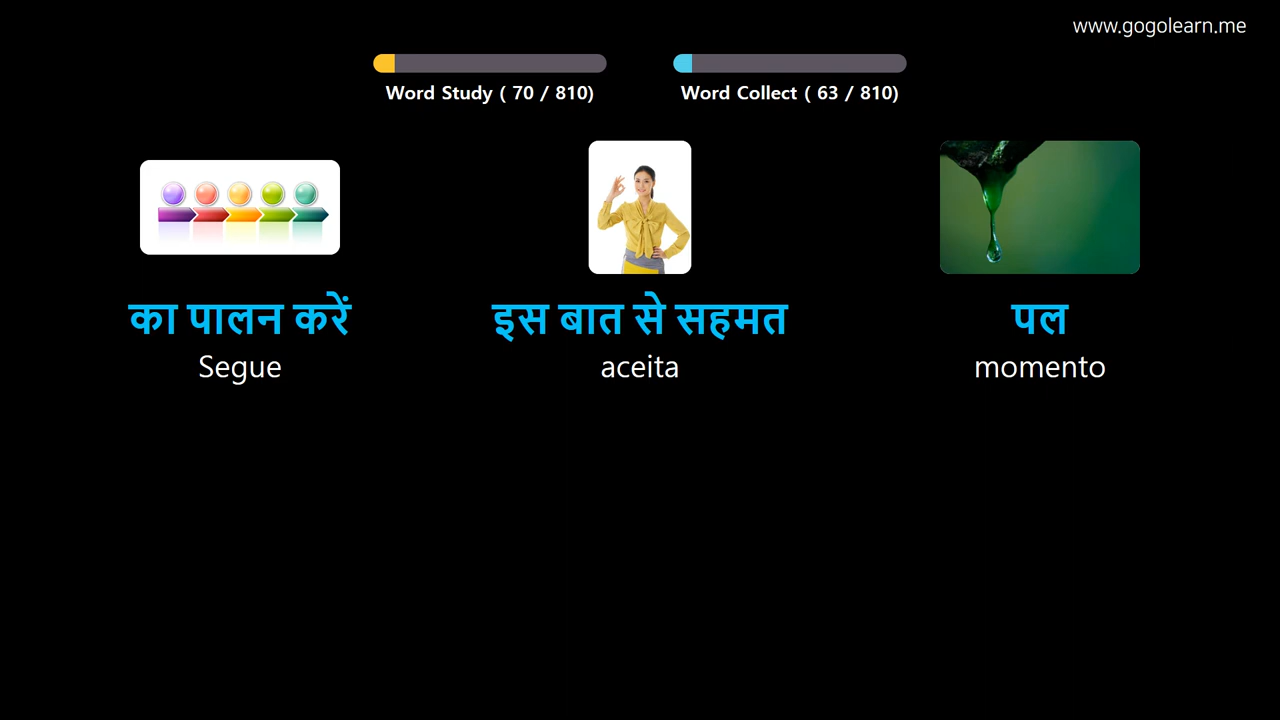 www.gogolearn.me
Word Study ( 70 / 810)
Word Collect ( 63 / 810)
का पालन करें
Segue
इस बात से सहमत
aceita
पल
momento